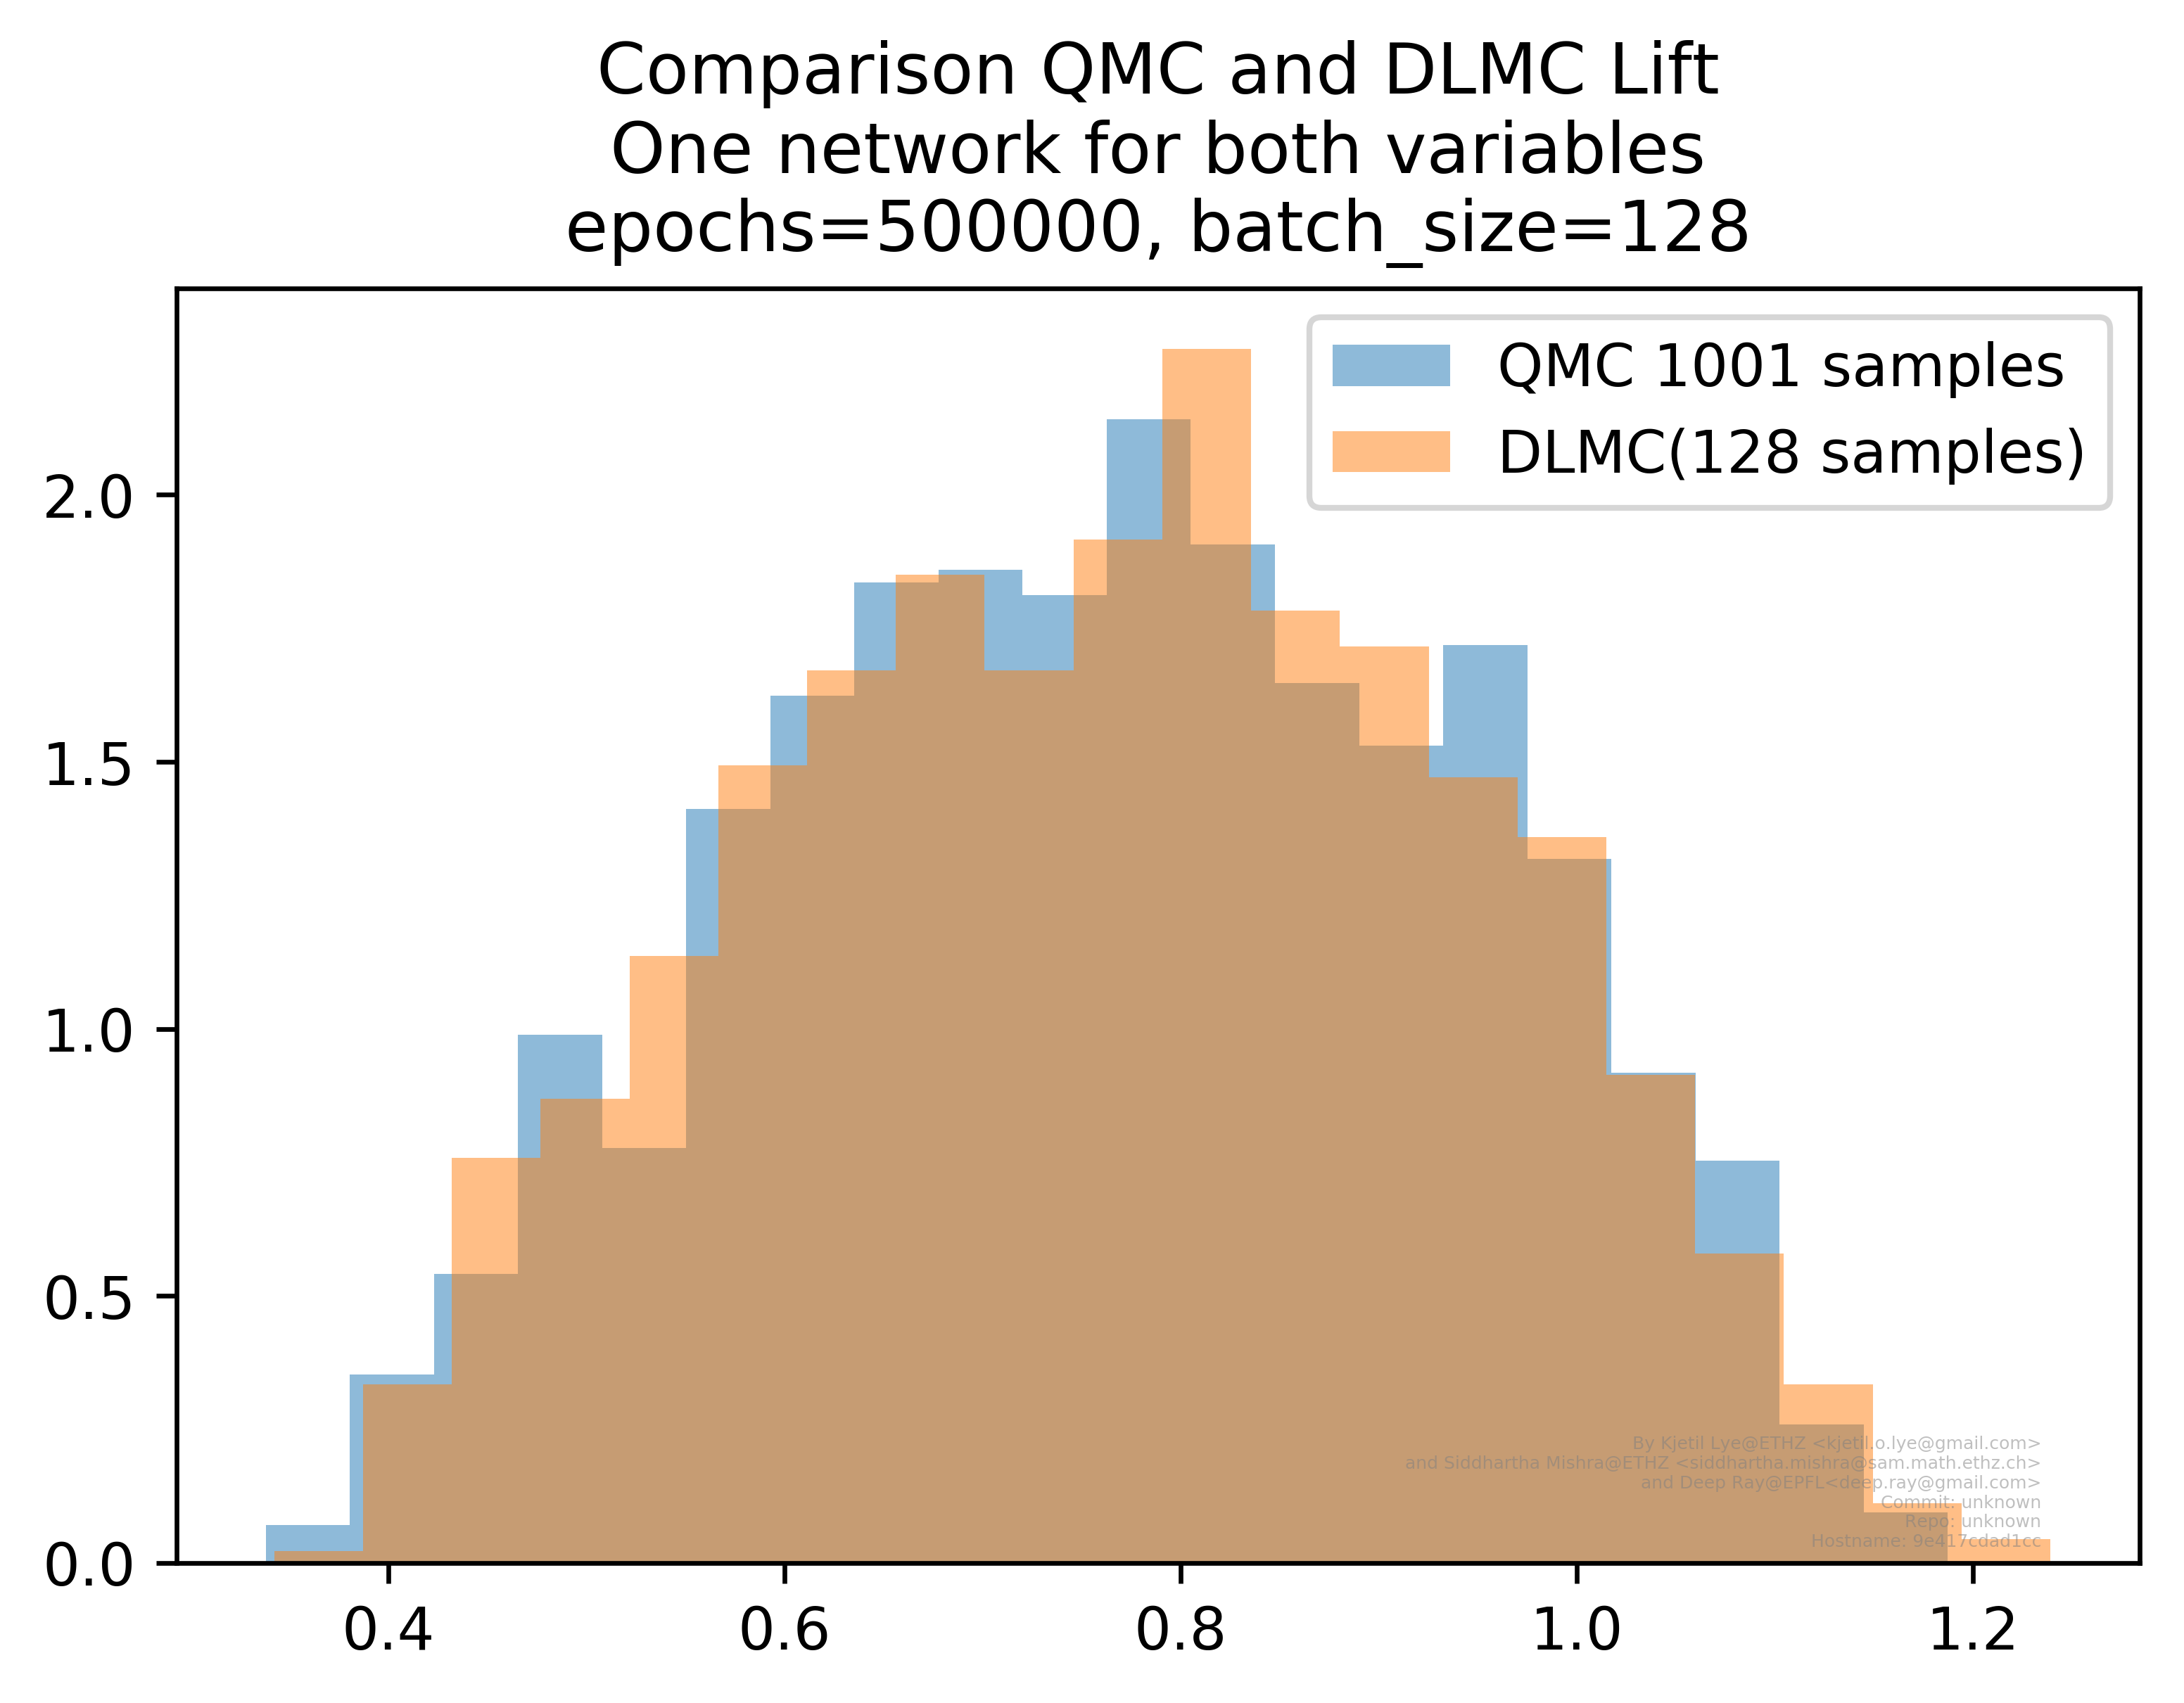 Comparison QMC and DLMC Lift
One network for both variables
epochs=500000, batch_size=128
QMC 1001 samples
DLMC(128 samples)
2.0
1.5
1.0
0.5
0.0
0.4
0.6
0.8
1.0
1.2
By Kjetil Lye@ETHZ <kjetil.o.lye@gmail.com>
and Siddhartha Mishra@ETHZ <siddhartha.mishra@sam.math.ethz.ch>
and Deep Ray@EPFL<deep.ray@gmail.com>
Commit: unknown
Repo: unknown
Hostname: 9e417cdad1cc